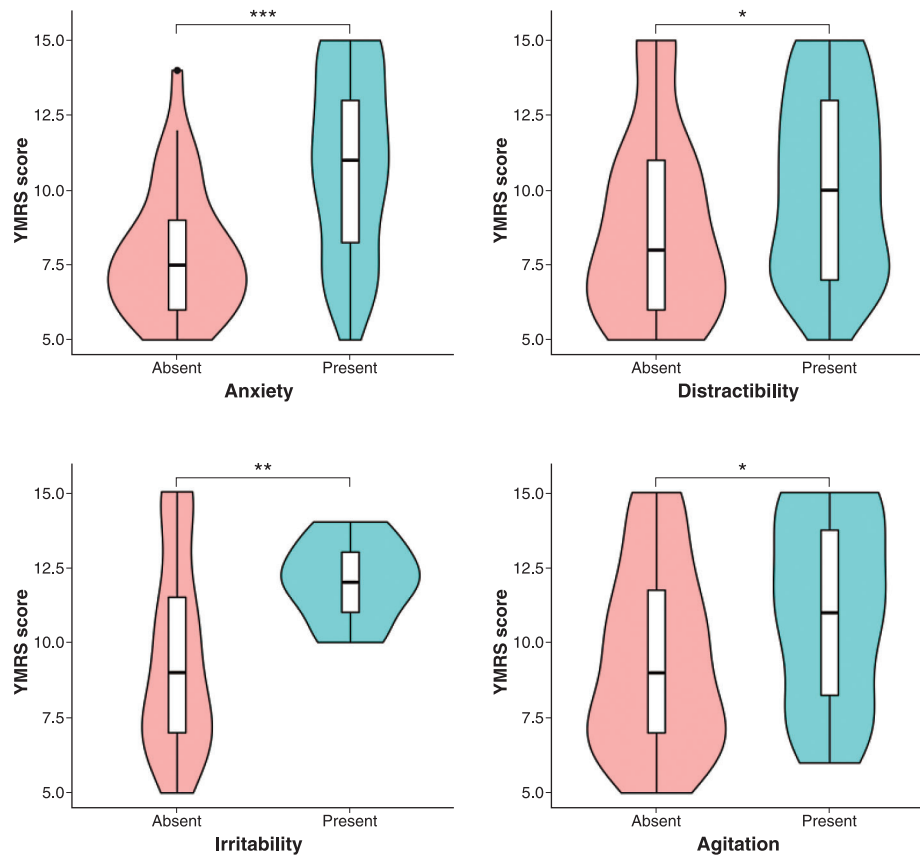 ***
YMRS score
15.0
12.5
10.0
7.5
5.0
Absent
Present
Anxiety
*
YMRS score
15.0
12.5
10.0
7.5
5.0
Absent
Present
Distractibility
**
YMRS score
15.0
12.5
10.0
7.5
5.0
Absent
Present
Irritability
*
YMRS score
15.0
12.5
10.0
7.5
5.0
Absent
Present
Agitation